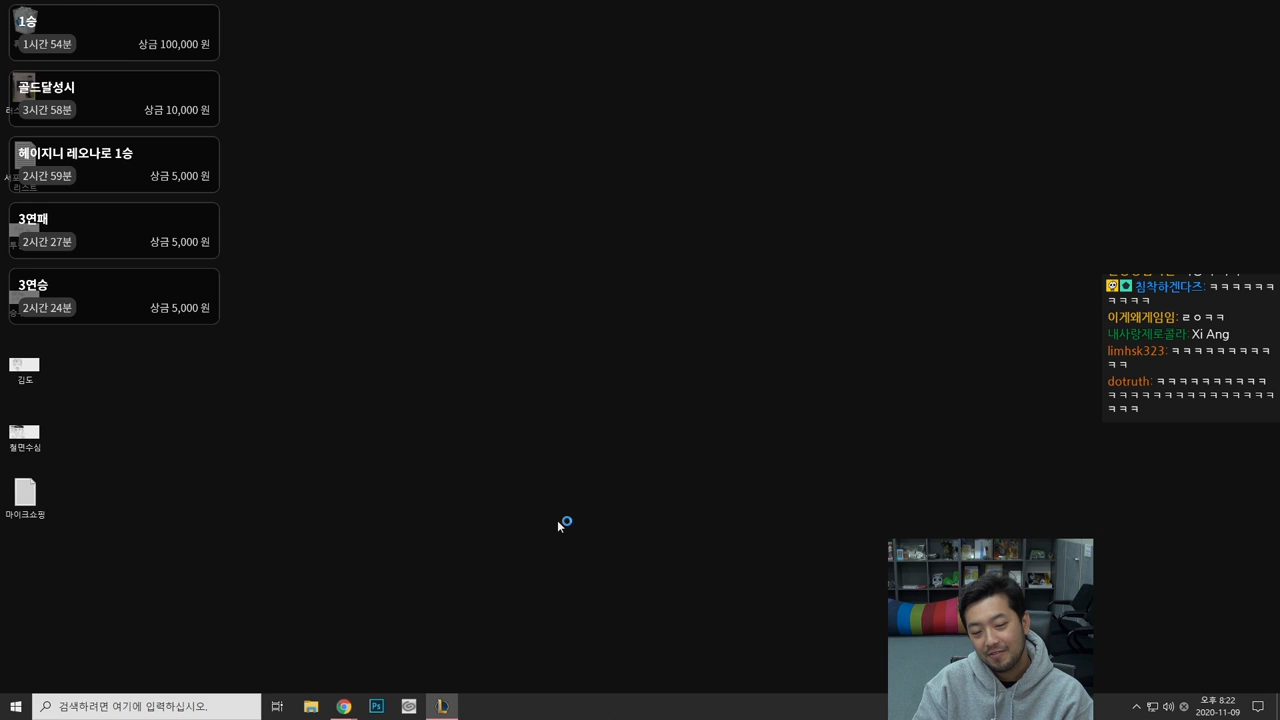 1승
1시간 54분
상금 100,000 원
골드달성시
3시간 58분
상금 10,000 원
헤이지니 레오나로 1승
2시간 59분
상금 5,000 원
리스트
3연패
2시간 27분
상금 5,000 원
3연승
2시간 24분
상금 5,000 원
김도
철면수심
마이크쇼핑
침착하겐다즈: ㅋㅋㅋㅋㅋㅋ
ㅋㅋㅋㅋ
이게왜게임임: ㄹㅇㅋㅋ
내사랑제로콜라: Xi Ang
limhsk323: ㅋㅋㅋㅋㅋㅋㅋㅋㅋ
ㅋㅋ
dotruth: ㅋㅋㅋㅋㅋㅋㅋㅋㅋㅋ
ㅋㅋㅋㅋㅋㅋㅋㅋㅋㅋㅋㅋㅋㅋㅋ
ㅋㅋㅋ
검색하려면 여기에 입력하십시오.
Ps
오후 8:22
2020-11-09